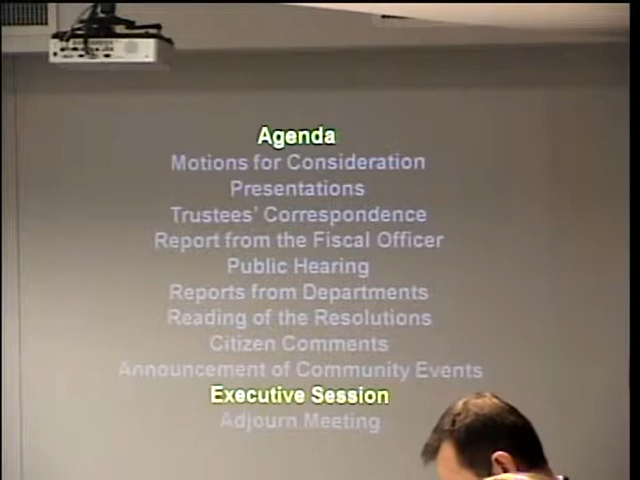 Agenda
Motions for Consideration
Presentations
Trustees' Correspondence
Report from the Fiscal Officer
Public Hearing
Reports from Departments
Reading of the Resolutions
Citizen Comments
Announcement of Community Events
Executive Session
Adjourn Meeting